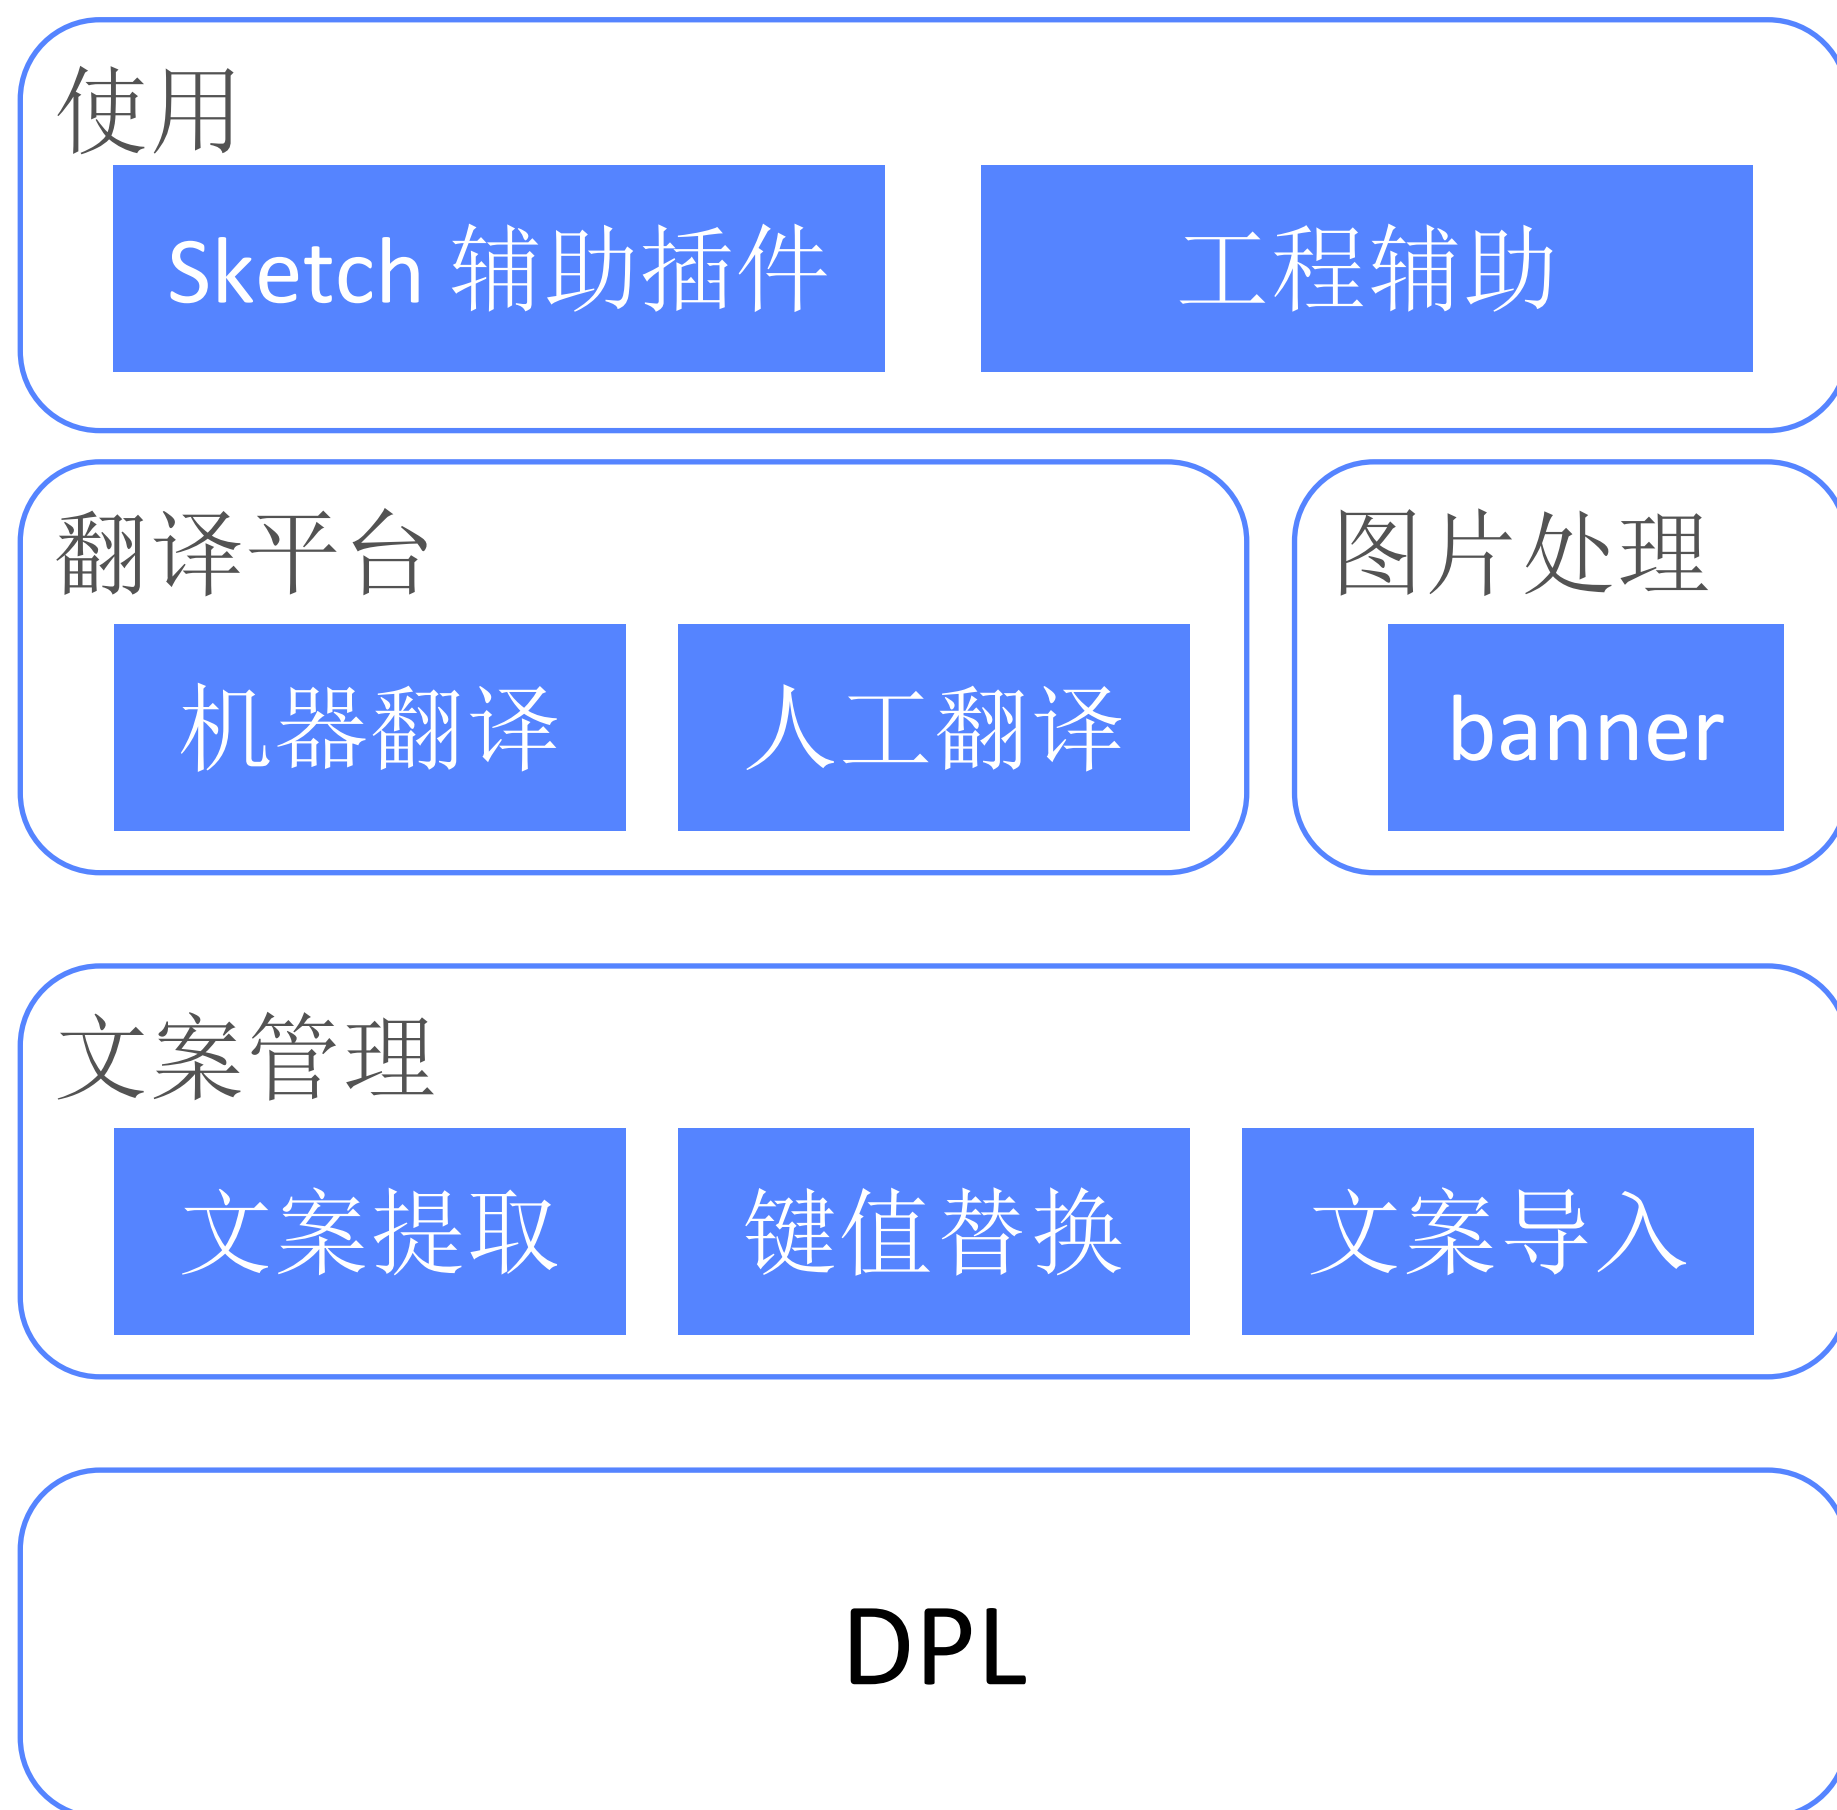 使用
Sketch 辅助插件
工程辅助
翻译平台
机器翻译
人工翻译
图片处理
banner
文案管理
文案提取
键值替换
文案导入
DPL